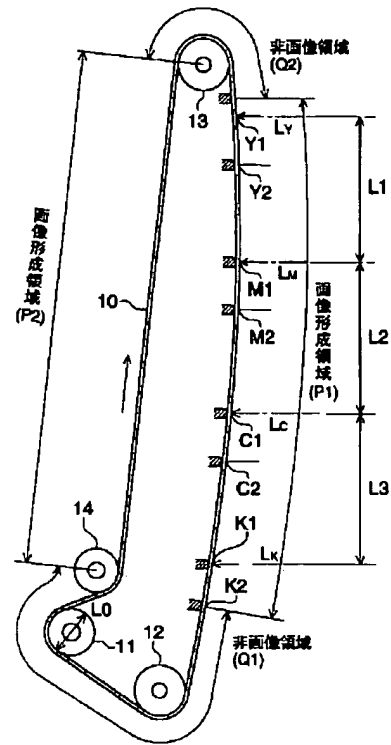 非画像領域
(Q2)
13
LY
Y1
Y2
L1
画像形成領域
(P2)
LM
M1
10
M2
画像形成領域
(P1)
L2
LC
C1
C2
L3
14
K1
LK
L0
K2
11
12
非画像領域
(Q1)